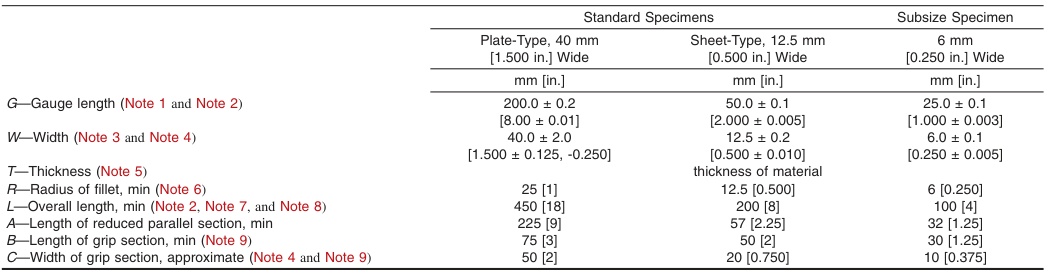 Standard Specimens Subsize Specimen
Plate-Type, 40 mm Sheet-Type, 12.5 mm 6 mm
[1.500 in.] Wide [0.500 in.] Wide [0.250 in.] Wide
mm [in.] mm [in.] mm [in.]
G—Gauge length (Note 1 and Note 2) 200.0 ± 0.2 50.0 ± 0.1 25.0 ± 0.1
[8.00 ± 0.01] [2.000 ± 0.005] [1.000 ± 0.003]
W—Width (Note 3 and Note 4) 40.0 ± 2.0 12.5 ± 0.2 6.0 ± 0.1
[1.500 ± 0.125, -0.250] [0.500 ± 0.010] [0.250 ± 0.005]
T—Thickness (Note 5) thickness of material
R—Radius of fillet, min (Note 6) 25 [1] 12.5 [0.500] 6 [0.250]
L—Overall length, min (Note 2, Note 7, and Note 8) 450 [18] 200 [8] 100 [4]
A—Length of reduced parallel section, min 225 [9] 57 [2.25] 32 [1.25]
B—Length of grip section, min (Note 9) 75 [3] 50 [2] 30 [1.25]
C—Width of grip section, approximate (Note 4 and Note 9) 50 [2] 20 [0.750] 10 [0.375]